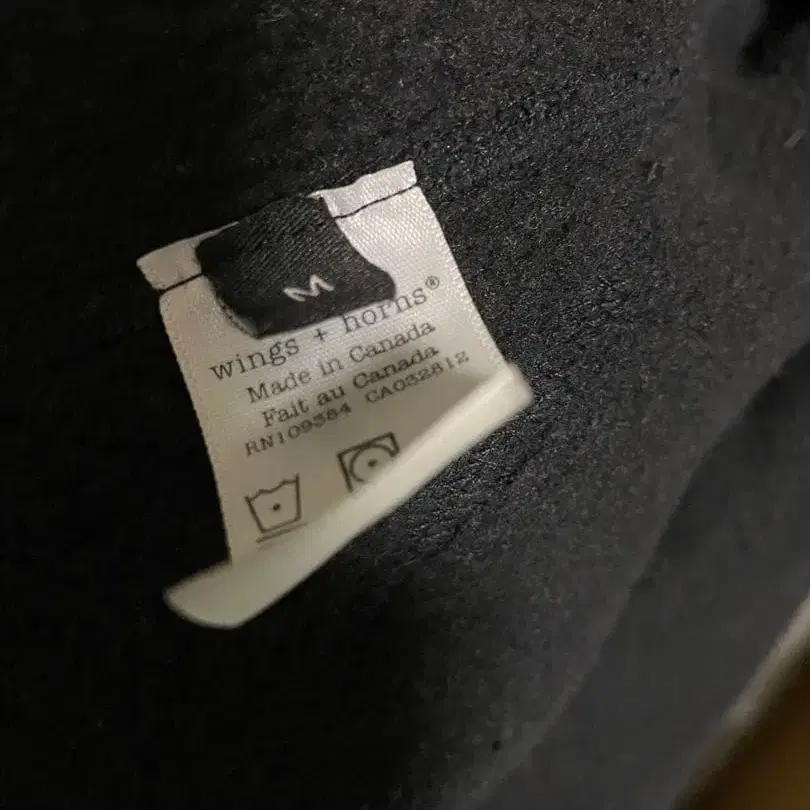 M
wings + horns®
Made in Canada
Fait au Canada
RN109384 CA032812